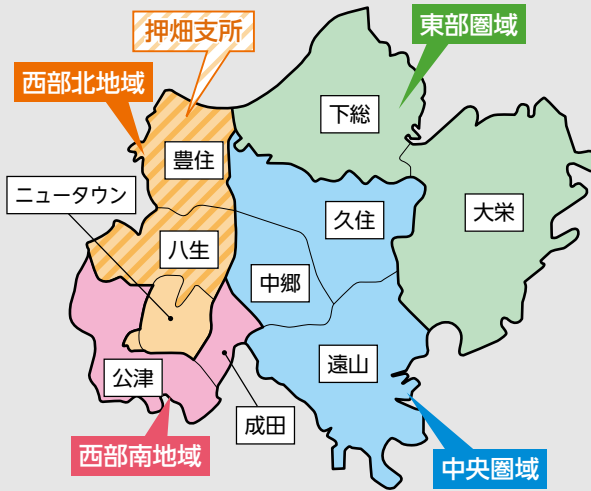 押畑支所
東部圏域
西部北地域
下総
豊住
ニュータウン
久住
大栄
八生
中郷
公津
遠山
成田
西部南地域
中央圏域